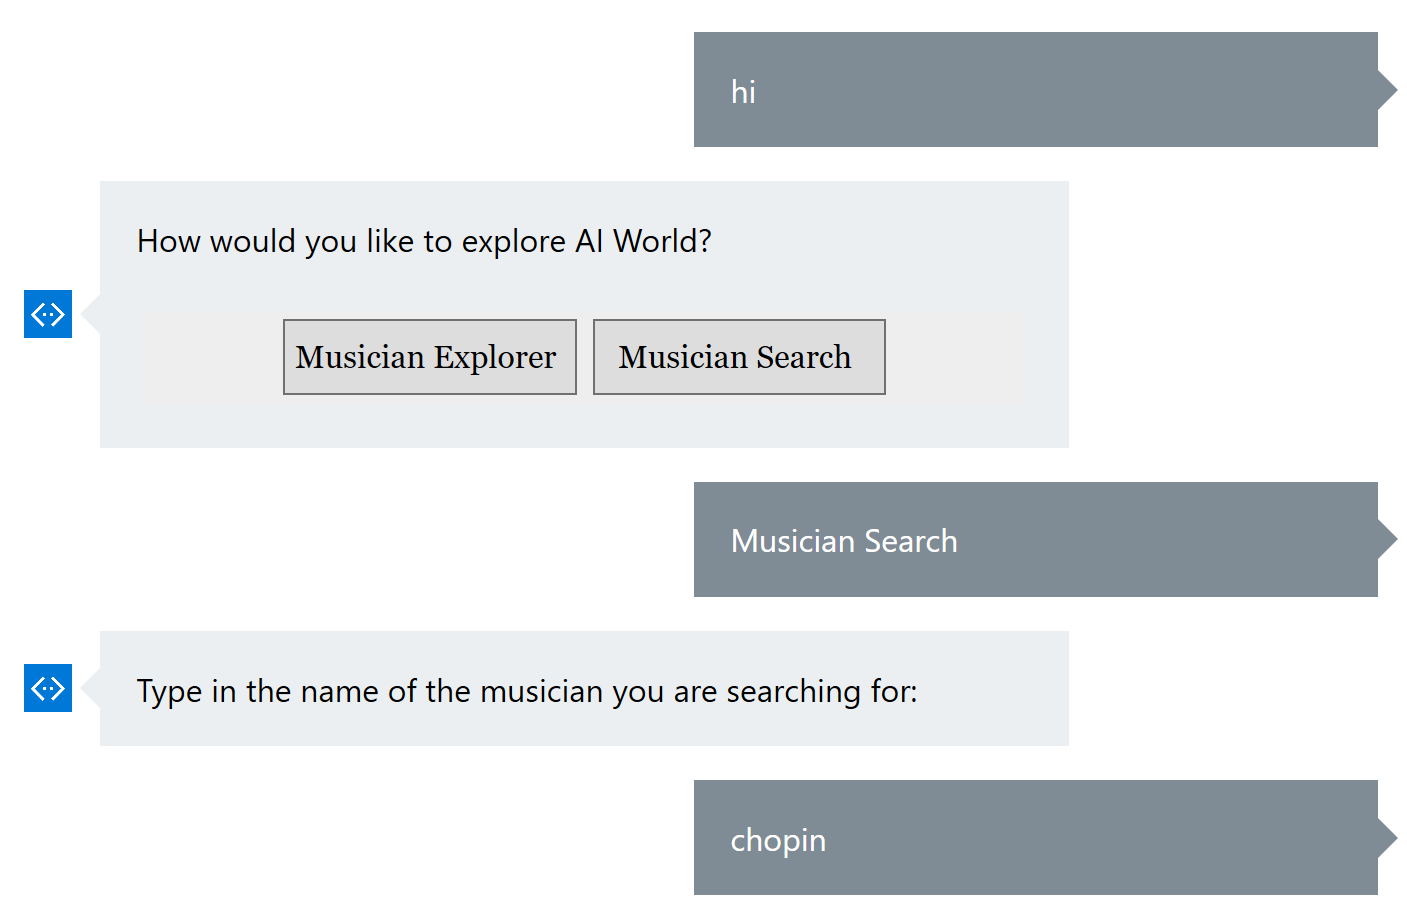 hi
How would you like to explore AI World?
Musician Explorer
Musician Search
Musician Search
Type in the name of the musician you are searching for:
chopin